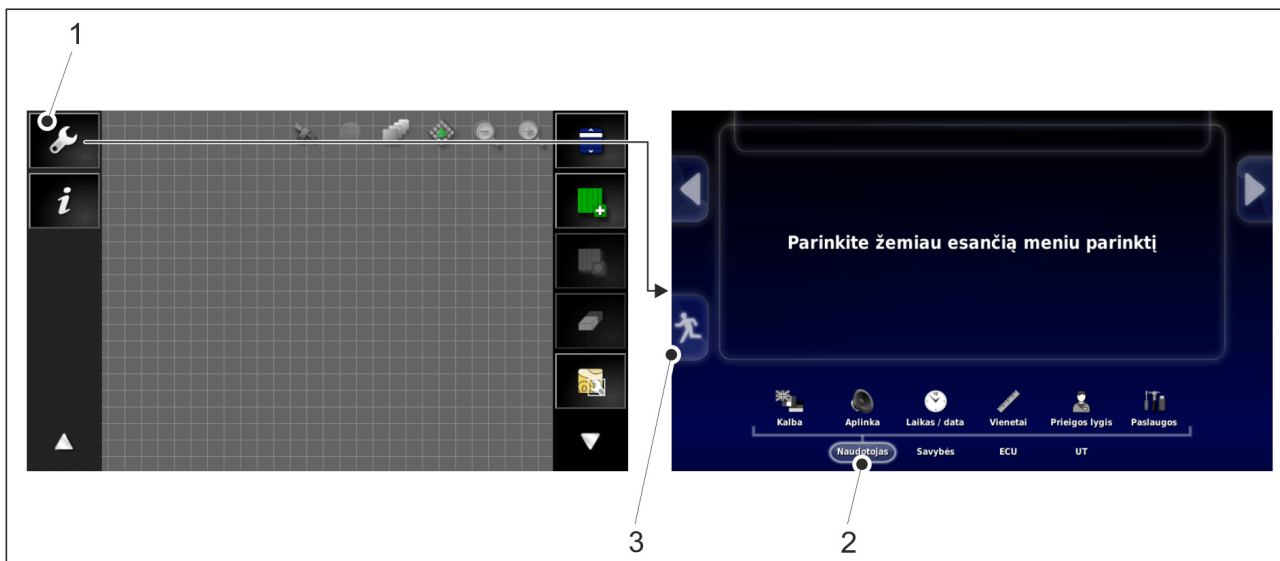 1
i
Parinkite žemiau esančią meniu parinktį
Kalba Aplinka Laikas / data Vienetai Prieigos lygis Paslaugos
Naudotojas Savybės ECU UT
3 2